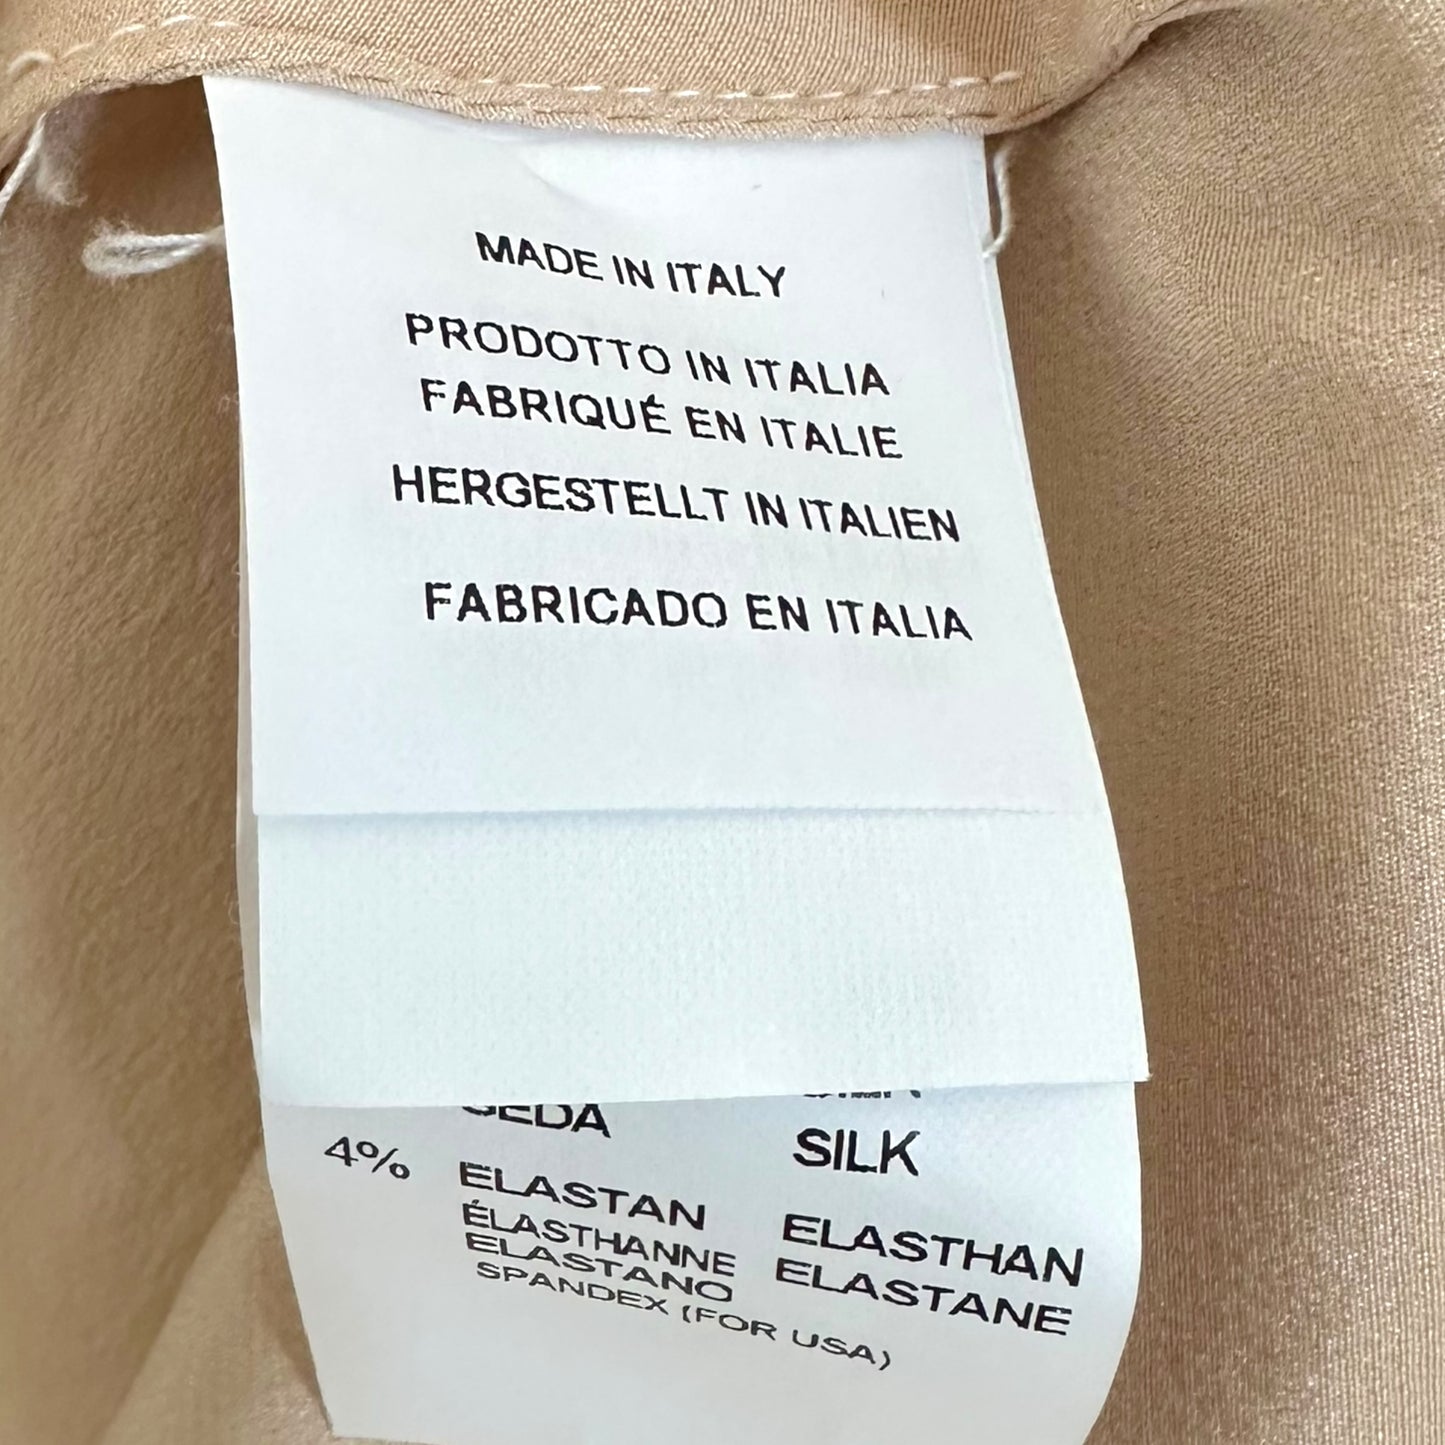 MADE IN ITALY
PRODOTTO IN ITALIA
FABRIQUÉ EN ITALIE
HERGESTELLT IN ITALIEN
FABRICADO EN ITALIA
SEDA
SILK
4% ELASTAN ELASTHAN
ÉLASTHANNE ELASTANE
ELASTANO
SPANDEX (FOR USA)